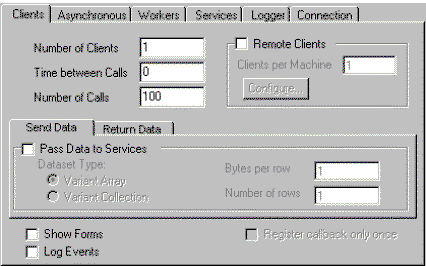 Clients Asynchronous Workers Services Logger Connection
Number of Clients 1
Time between Calls 0
Number of Calls 100
Remote Clients
Clients per Machine 1
Configure...
Send Data Return Data
Pass Data to Services
Dataset Type:
Variant Array
Variant Collection
Bytes per row 1
Number of rows 1
Show Forms
Log Events
Register callback only once